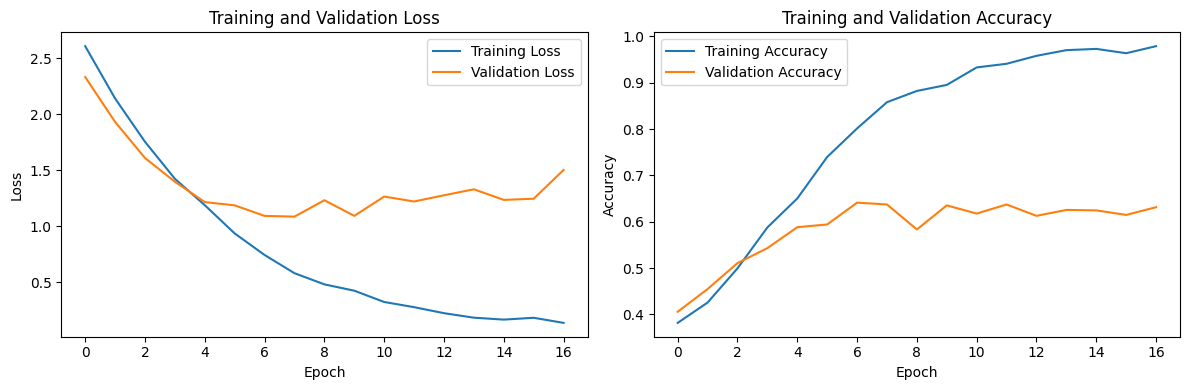 Training and Validation Loss
Training Loss
Validation Loss
2.5
2.0
1.5
1.0
0.5
Loss
0 2 4 6 8 10 12 14 16
Epoch
Training and Validation Accuracy
Training Accuracy
Validation Accuracy
1.0
0.9
0.8
0.7
0.6
0.5
0.4
Accuracy
0 2 4 6 8 10 12 14 16
Epoch